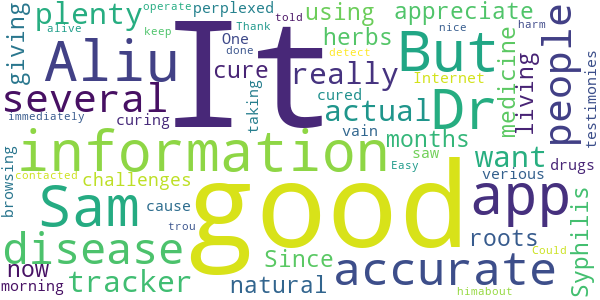 plenty
perplexed
using
appreciate
alive
operate
Thank
told
nice
harm
keep
One
done
herbs
detect
giving
Aliu
It
But
people
several
cure
really
Dr
medicine
living
Internet
testimonies
cured
actual
immediately
curing
taking
vain
months
drugs
information
saw
want
Easy
verious
contacted
challenges
browsing
Sam
good
app
cause
roots
Syphillis
disease
Since
trou
now
accurate
Could
morning
tracker
natural
himabout